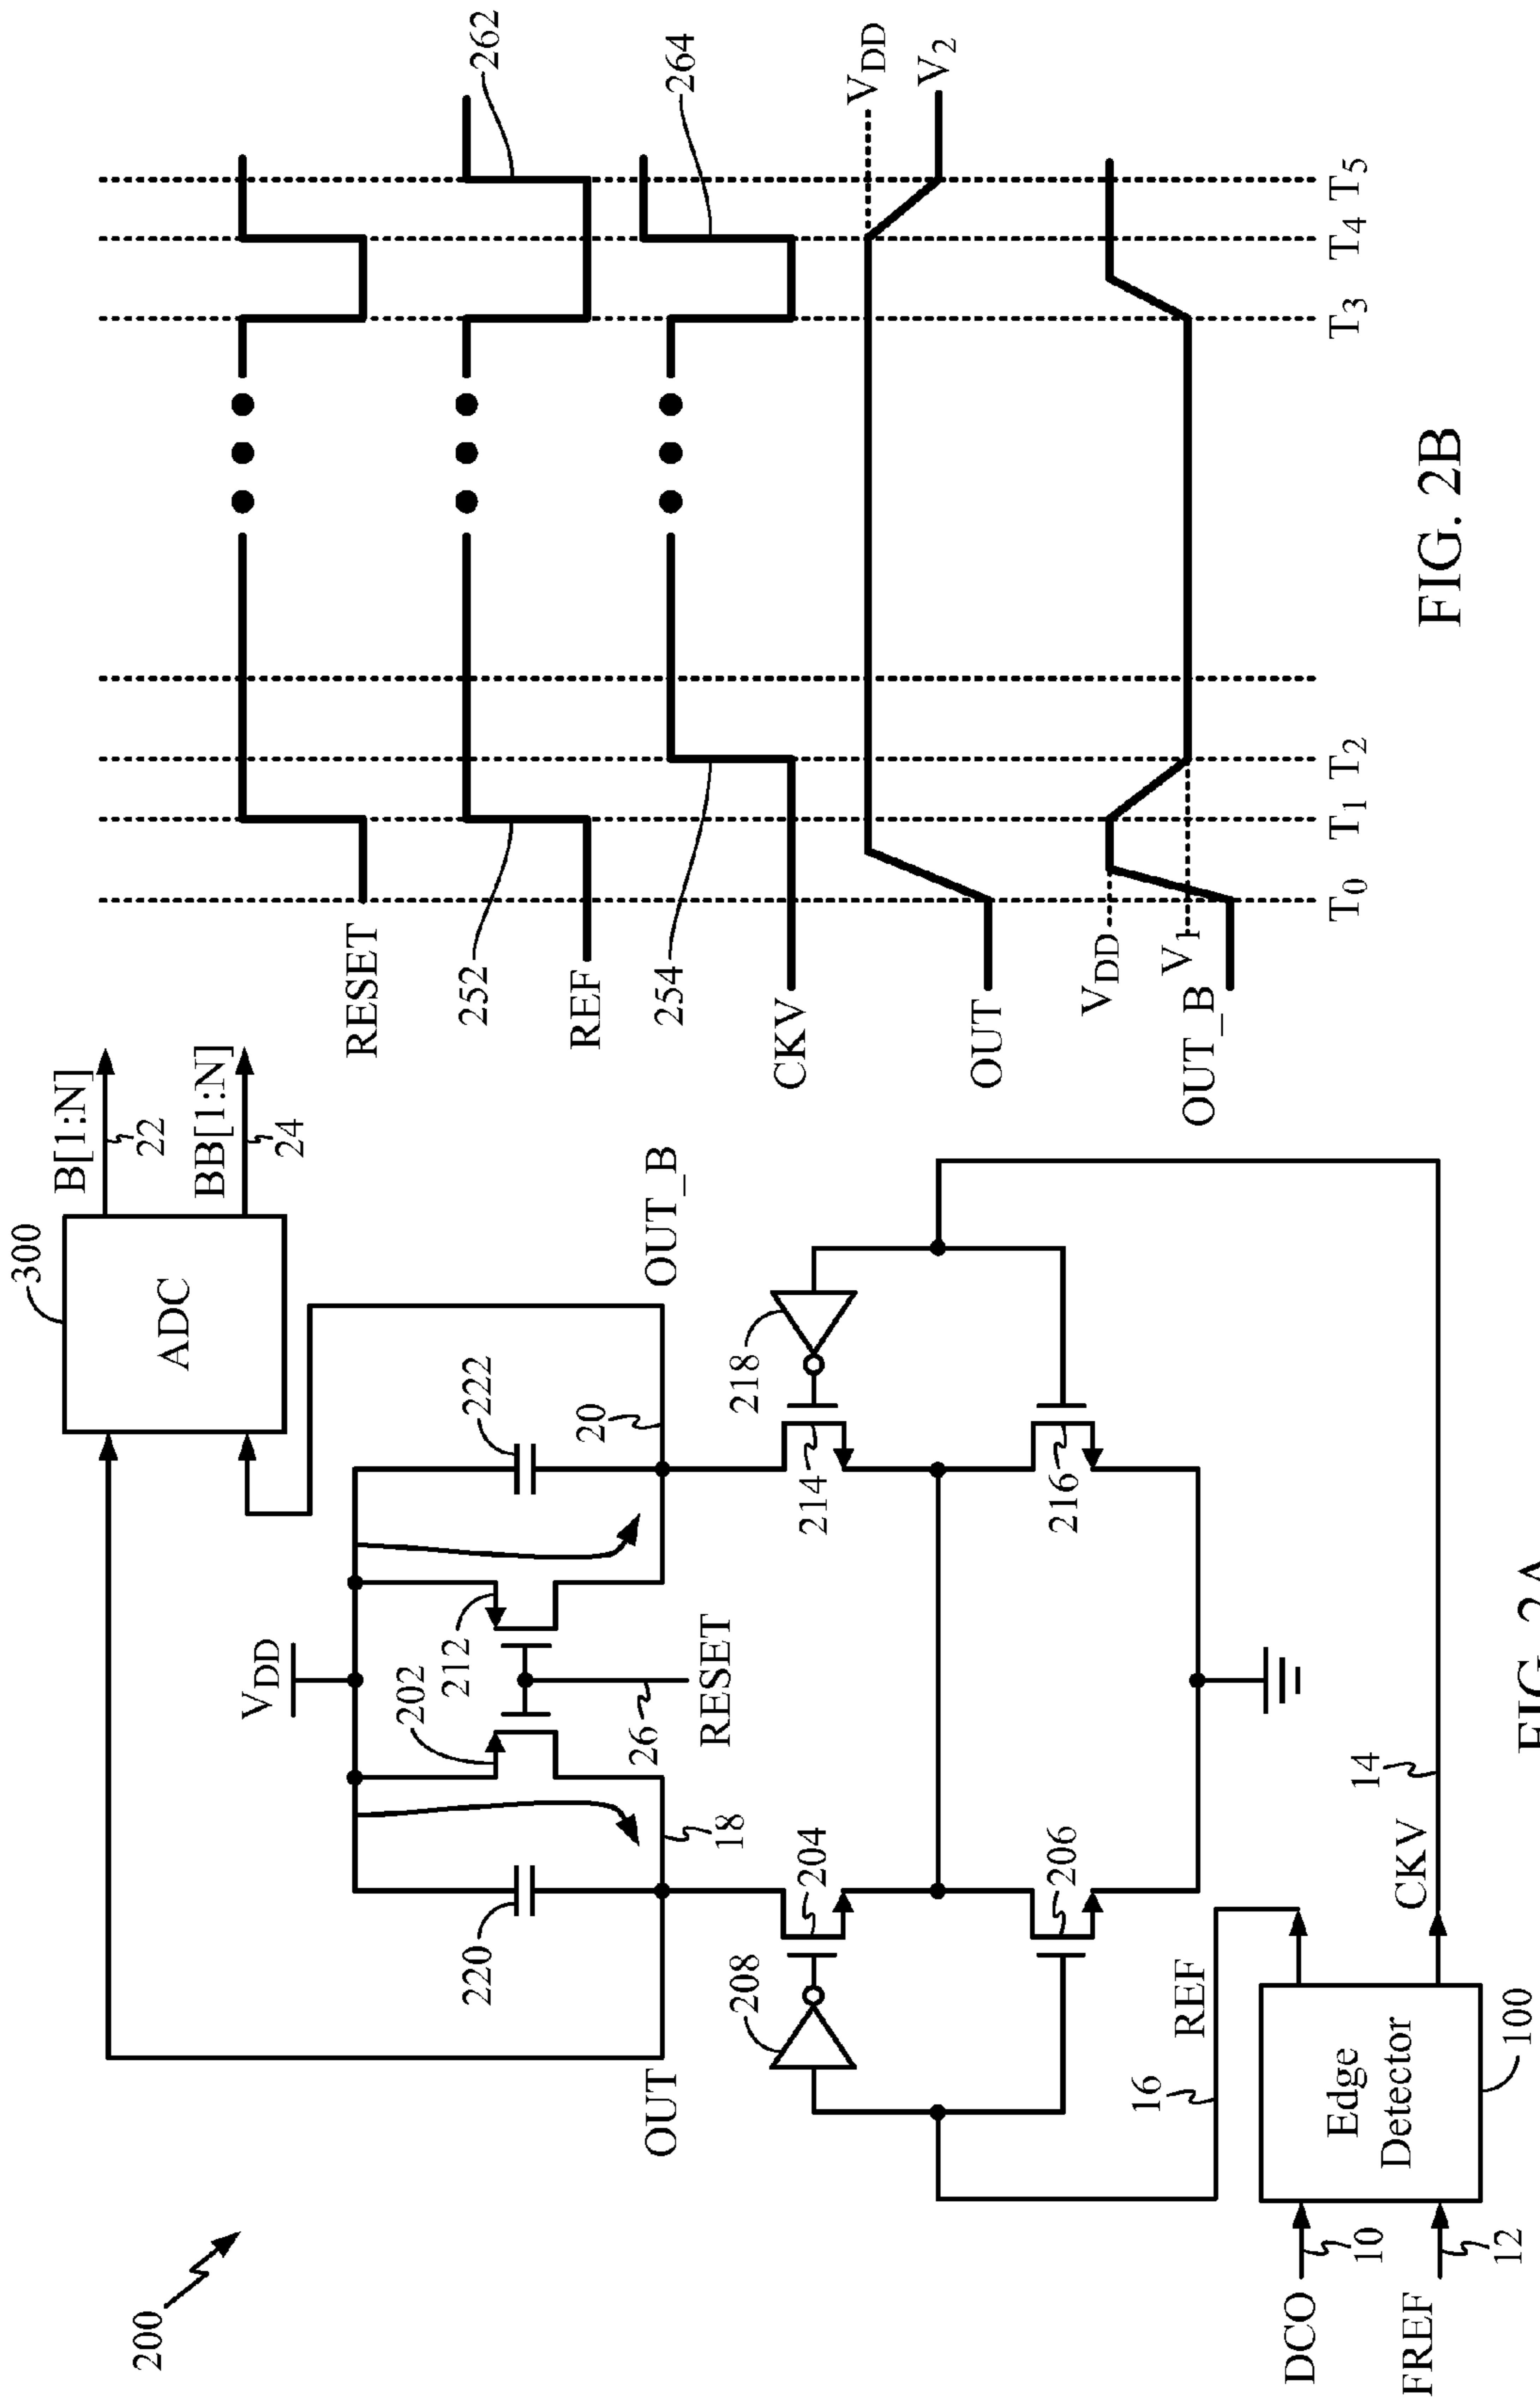 200
DCO
10
FREF
12
Edge
Detector
100
REF
16
CKV
14
OUT
208
204
206
220
18
202
VDD
212
26
RESET
222
20
214
216
218
OUT_B
ADC
300
B[1:N]
22
BB[1:N]
24
FIG. 2A
RESET
252
REF
254
CKV
OUT
VDD
V1
OUT_B
262
264
VDD
V2
T0
T1
T2
T3
T4
T5
FIG. 2B